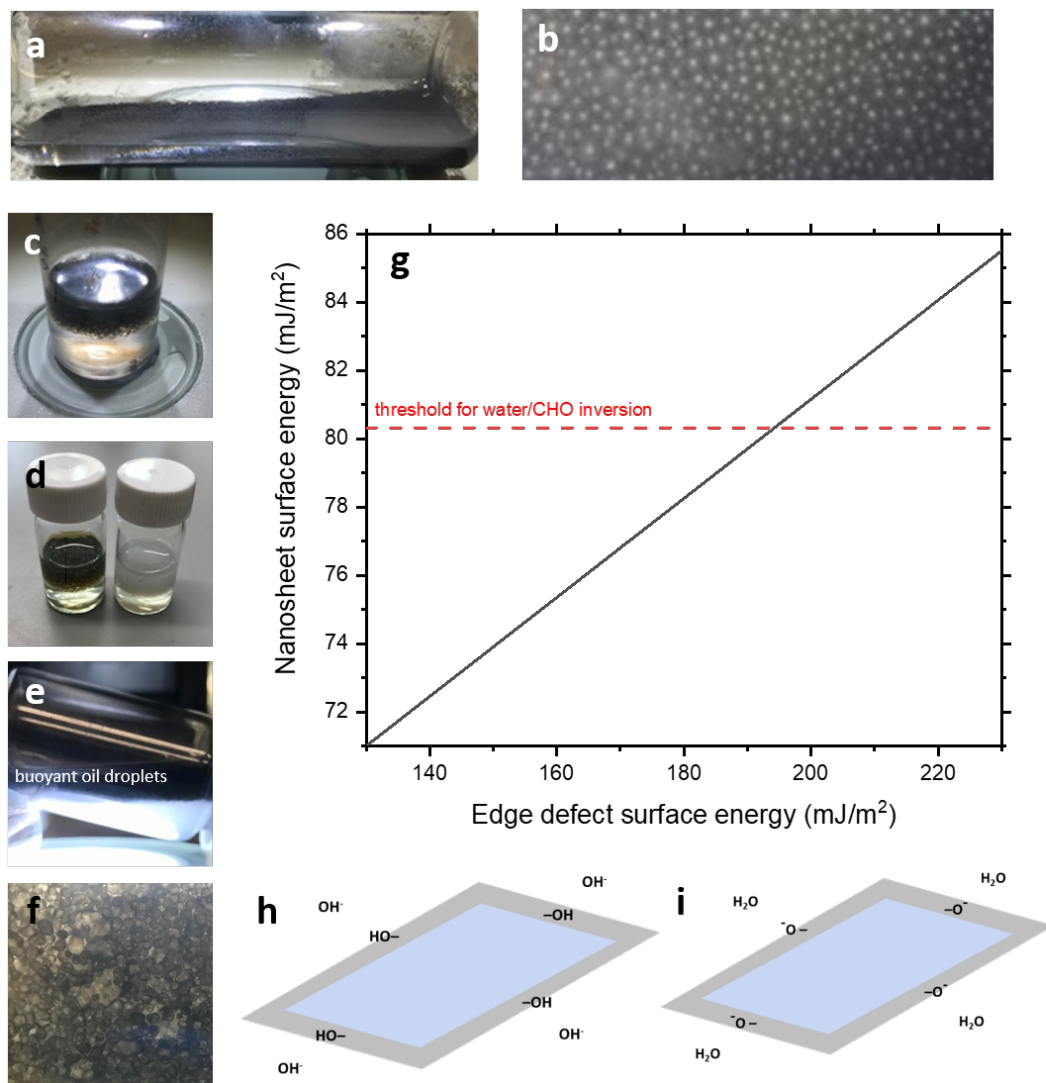 a
b
c
d
e
buoyant oil droplets
f
g
Nanosheet surface energy (mJ/m²)
86
84
82
80
78
76
74
72
threshold for water/CHO inversion
140
160
180
200
220
Edge defect surface energy (mJ/m²)
h
OH⁻
OH⁻
HO–
–OH
–OH
HO–
OH⁻
OH⁻
i
H₂O
H₂O
⁻O –
–O⁻
–O⁻
⁻O –
H₂O
H₂O